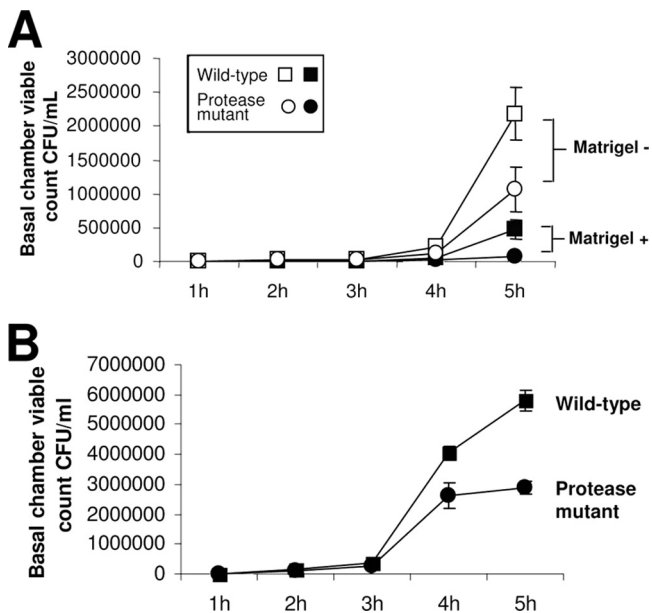 A
Basal chamber viable
count CFU/mL
3000000
2500000
2000000
1500000
1000000
500000
0
Wild-type
Protease
mutant
Matrigel -
Matrigel +
1h 2h 3h 4h 5h
B
Basal chamber viable
count CFU/ml
7000000
6000000
5000000
4000000
3000000
2000000
1000000
0
Wild-type
Protease
mutant
1h 2h 3h 4h 5h